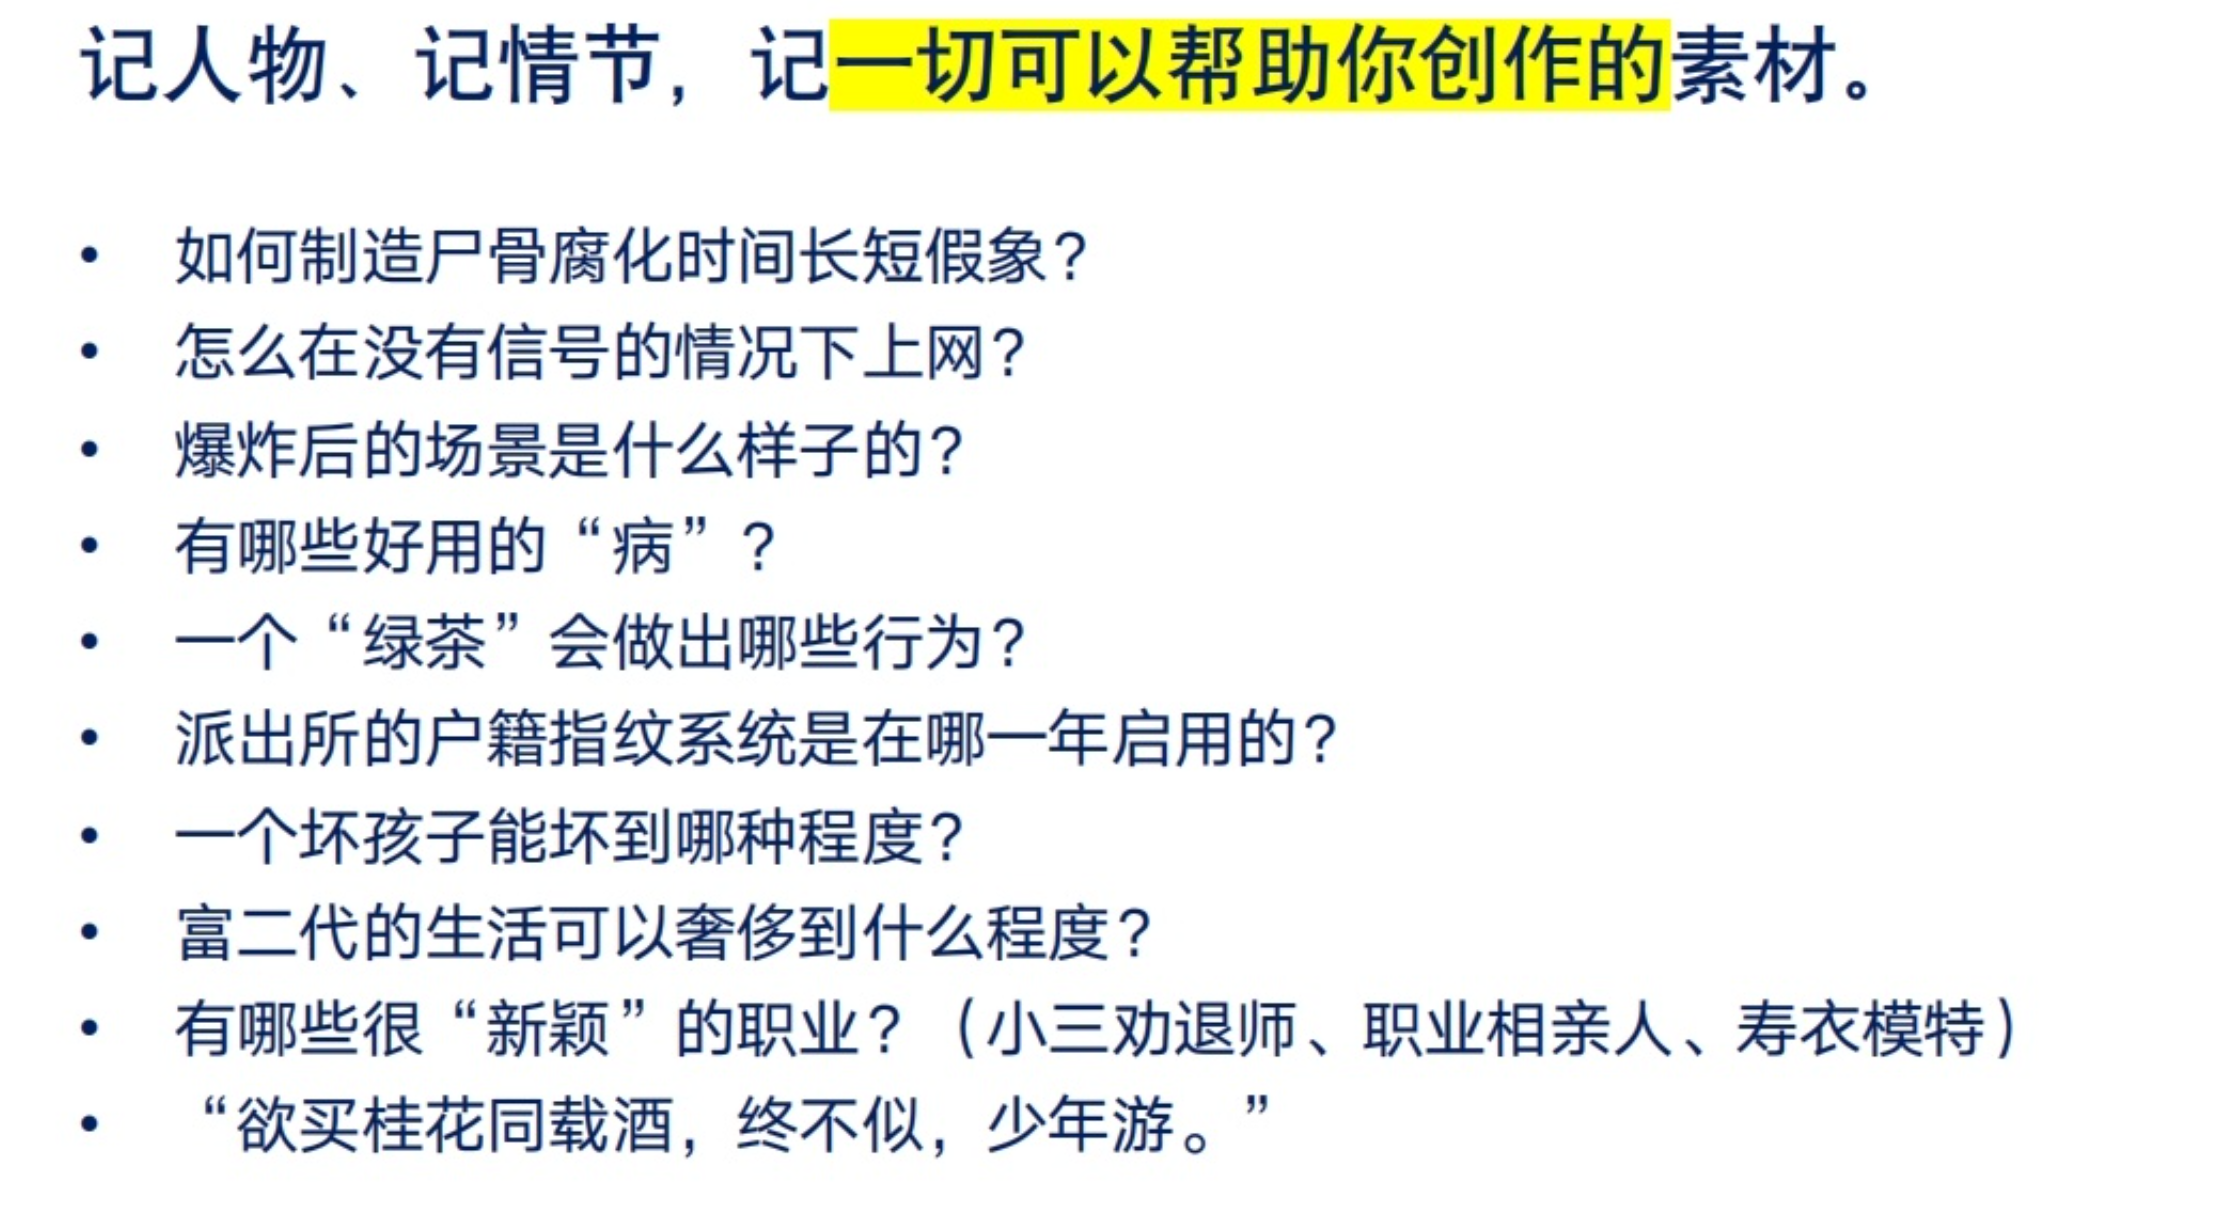 记人物、记情节，记一切可以帮助你创作的素材。
• 如何制造尸骨腐化时间长短假象？
• 怎么在没有信号的情况下上网？
• 爆炸后的场景是什么样子的？
• 有哪些好用的“病”？
• 一个“绿茶”会做出哪些行为？
• 派出所的户籍指纹系统是在哪一年启用的？
• 一个坏孩子能坏到哪种程度？
• 富二代的生活可以奢侈到什么程度？
• 有哪些很“新颖”的职业？（小三劝退师、职业相亲人、寿衣模特）
• “欲买桂花同载酒，终不似，少年游。”